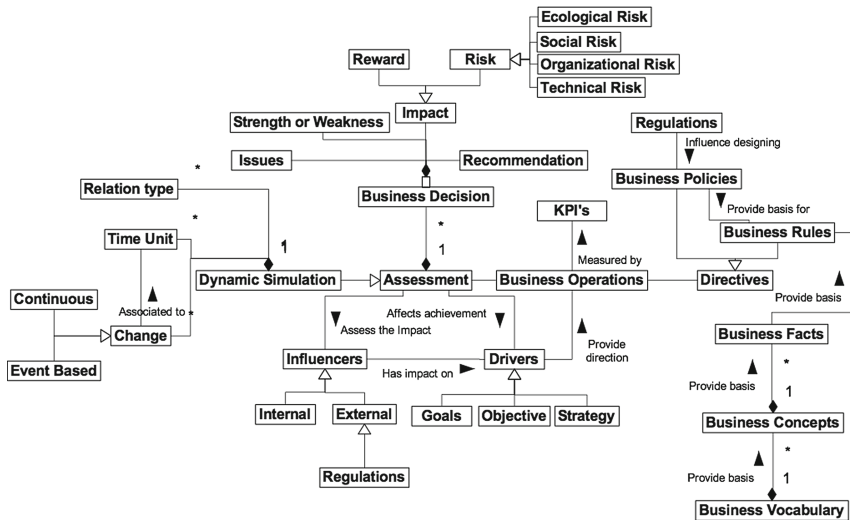 Ecological Risk
Social Risk
Reward
Risk
Organizational Risk
Technical Risk
Impact
Strength or Weakness
Regulations
Influence designing
Issues
Recommendation
*
Business Policies
Relation type
Business Decision
KPI's
Provide basis for
*
*
Business Rules
Time Unit
1
1
Measured by
Dynamic Simulation
Assessment
Business Operations
Directives
Continuous
Associated to
*
Affects achievement
Provide basis
Change
Assess the Impact
Business Facts
Influencers
Drivers
Provide direction
Event Based
Has impact on
*
Provide basis
1
Internal
External
Goals
Objective
Strategy
Business Concepts
*
Regulations
Provide basis
1
Business Vocabulary